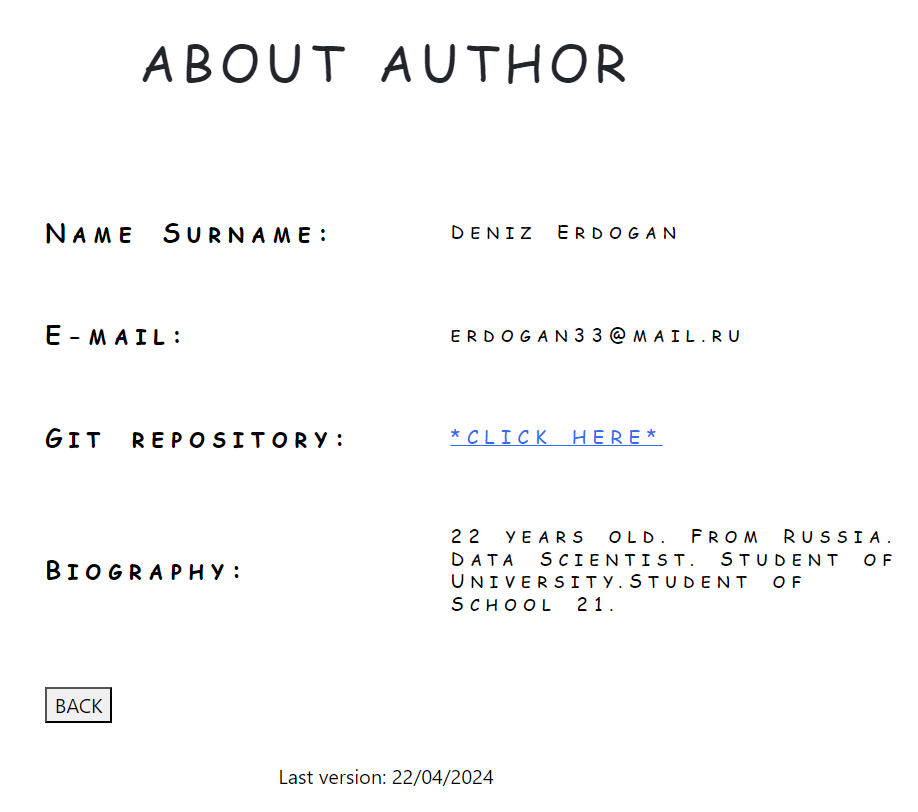 ABOUT AUTHOR
Name Surname: Deniz Erdogan
E-mail: erdogan33@mail.ru
Git repository: *click here*
22 years old. From Russia.
Data Scientist. Student of
Biography: University.Student of
School 21.
BACK
Last version: 22/04/2024